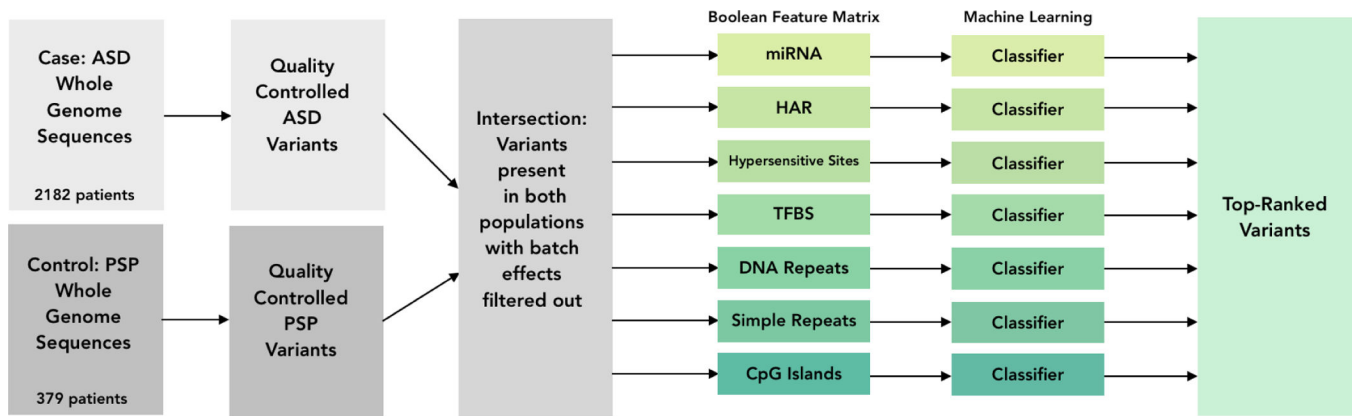 Case: ASD
Whole
Genome
Sequences
2182 patients
Quality
Controlled
ASD
Variants
Control: PSP
Whole
Genome
Sequences
379 patients
Quality
Controlled
PSP
Variants
Intersection:
Variants
present
in both
populations
with batch
effects
filtered out
Boolean Feature Matrix
Machine Learning
miRNA
Classifier
HAR
Classifier
Hypersensitive Sites
Classifier
TFBS
Classifier
DNA Repeats
Classifier
Simple Repeats
Classifier
CpG Islands
Classifier
Top-Ranked
Variants